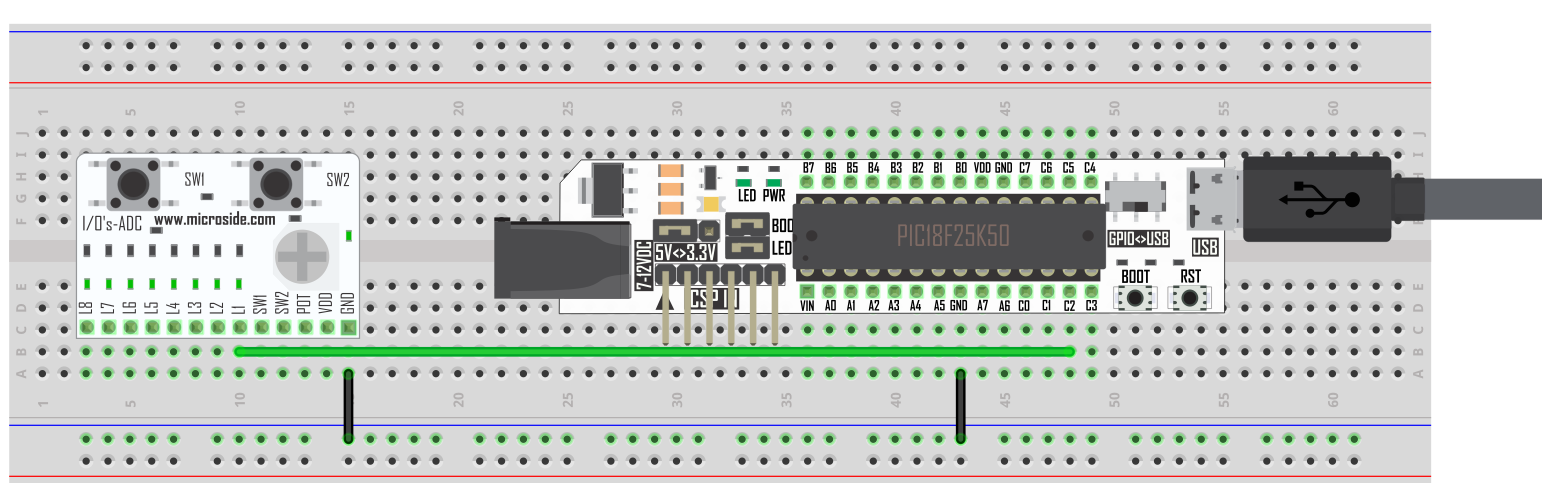 1 5 10 15 20 25 30 35 40 45 50 55 60
J J
I I
H H
G G
F F
SW1 SW2
I/O's-ADC www.microside.com
L8 L7 L6 L5 L4 L3 L2 L1 SW1 SW2 POT VDD GND
LED PWR
BOO
LED
5V<>3.3V
7-12VDC
B7 B6 B5 B4 B3 B2 B1 B0 VDD GND C7 C6 C5 C4
PIC18F25K50
VIN A0 A1 A2 A3 A4 A5 GND A7 A6 C0 C1 C2 C3
GPIO<>USB
USB
BOOT RST
E E
D D
C C
B B
A A
1 5 10 15 20 25 30 35 40 45 50 55 60